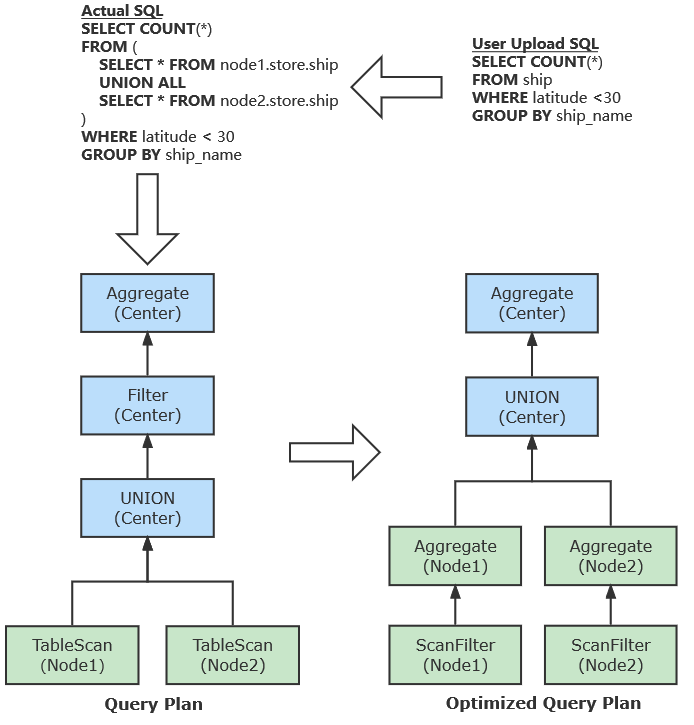 Actual SQL
SELECT COUNT(*)
FROM (
SELECT * FROM node1.store.ship
UNION ALL
SELECT * FROM node2.store.ship
)
WHERE latitude < 30
GROUP BY ship_name
User Upload SQL
SELECT COUNT(*)
FROM ship
WHERE latitude <30
GROUP BY ship_name
Aggregate
(Center)
Filter
(Center)
UNION
(Center)
TableScan
(Node1)
TableScan
(Node2)
Query Plan
Aggregate
(Center)
UNION
(Center)
Aggregate
(Node1)
Aggregate
(Node2)
ScanFilter
(Node1)
ScanFilter
(Node2)
Optimized Query Plan